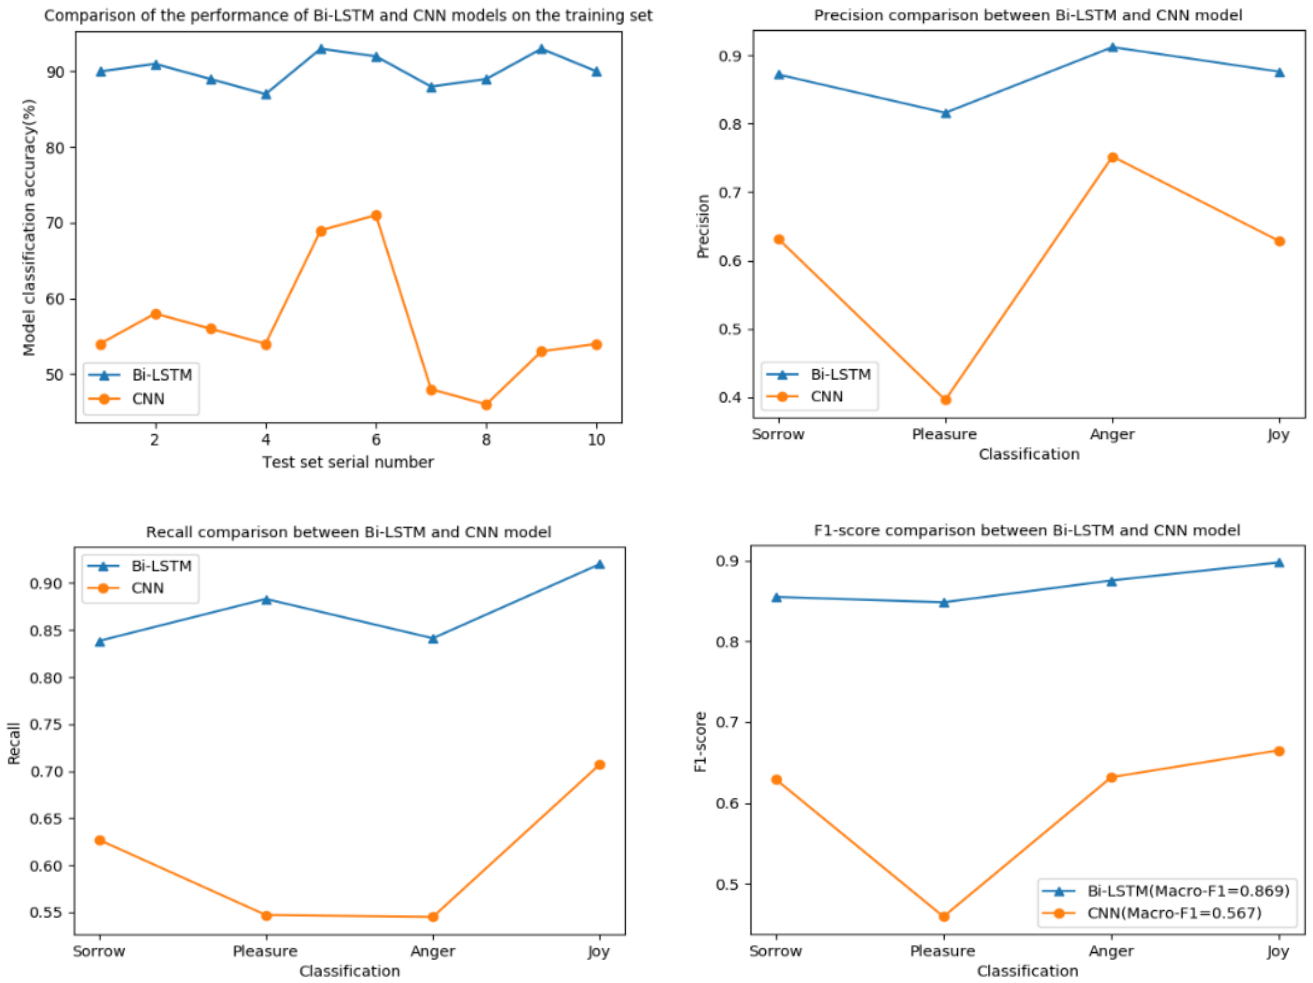 Comparison of the performance of Bi-LSTM and CNN models on the training set
Model classification accuracy(%)
90
80
70
60
50
Bi-LSTM
CNN
2
4
6
8
10
Test set serial number
Precision comparison between Bi-LSTM and CNN model
Precision
0.9
0.8
0.7
0.6
0.5
0.4
Bi-LSTM
CNN
Sorrow
Pleasure
Anger
Joy
Classification
Recall comparison between Bi-LSTM and CNN model
Recall
Bi-LSTM
CNN
0.90
0.85
0.80
0.75
0.70
0.65
0.60
0.55
Sorrow
Pleasure
Anger
Joy
Classification
F1-score comparison between Bi-LSTM and CNN model
F1-score
0.9
0.8
0.7
0.6
0.5
Bi-LSTM(Macro-F1=0.869)
CNN(Macro-F1=0.567)
Sorrow
Pleasure
Anger
Joy
Classification